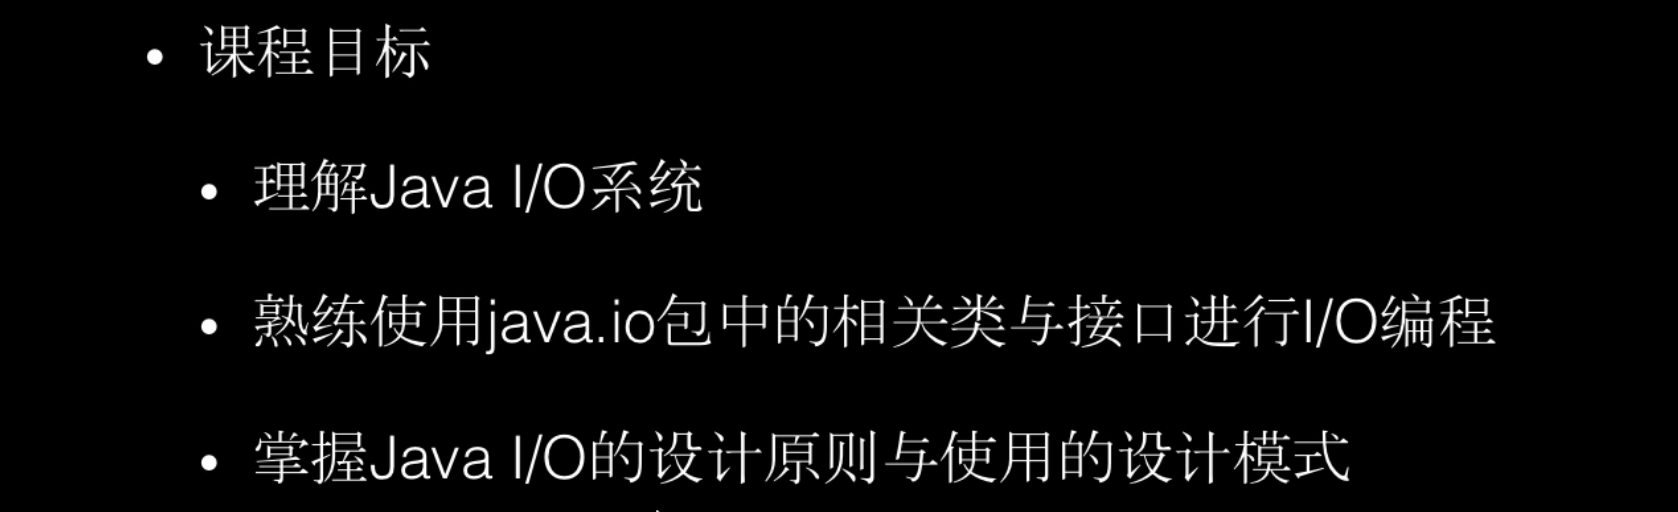 • 课程目标
• 理解Java I/O系统
• 熟练使用java.io包中的相关类与接口进行I/O编程
• 掌握Java I/O的设计原则与使用的设计模式